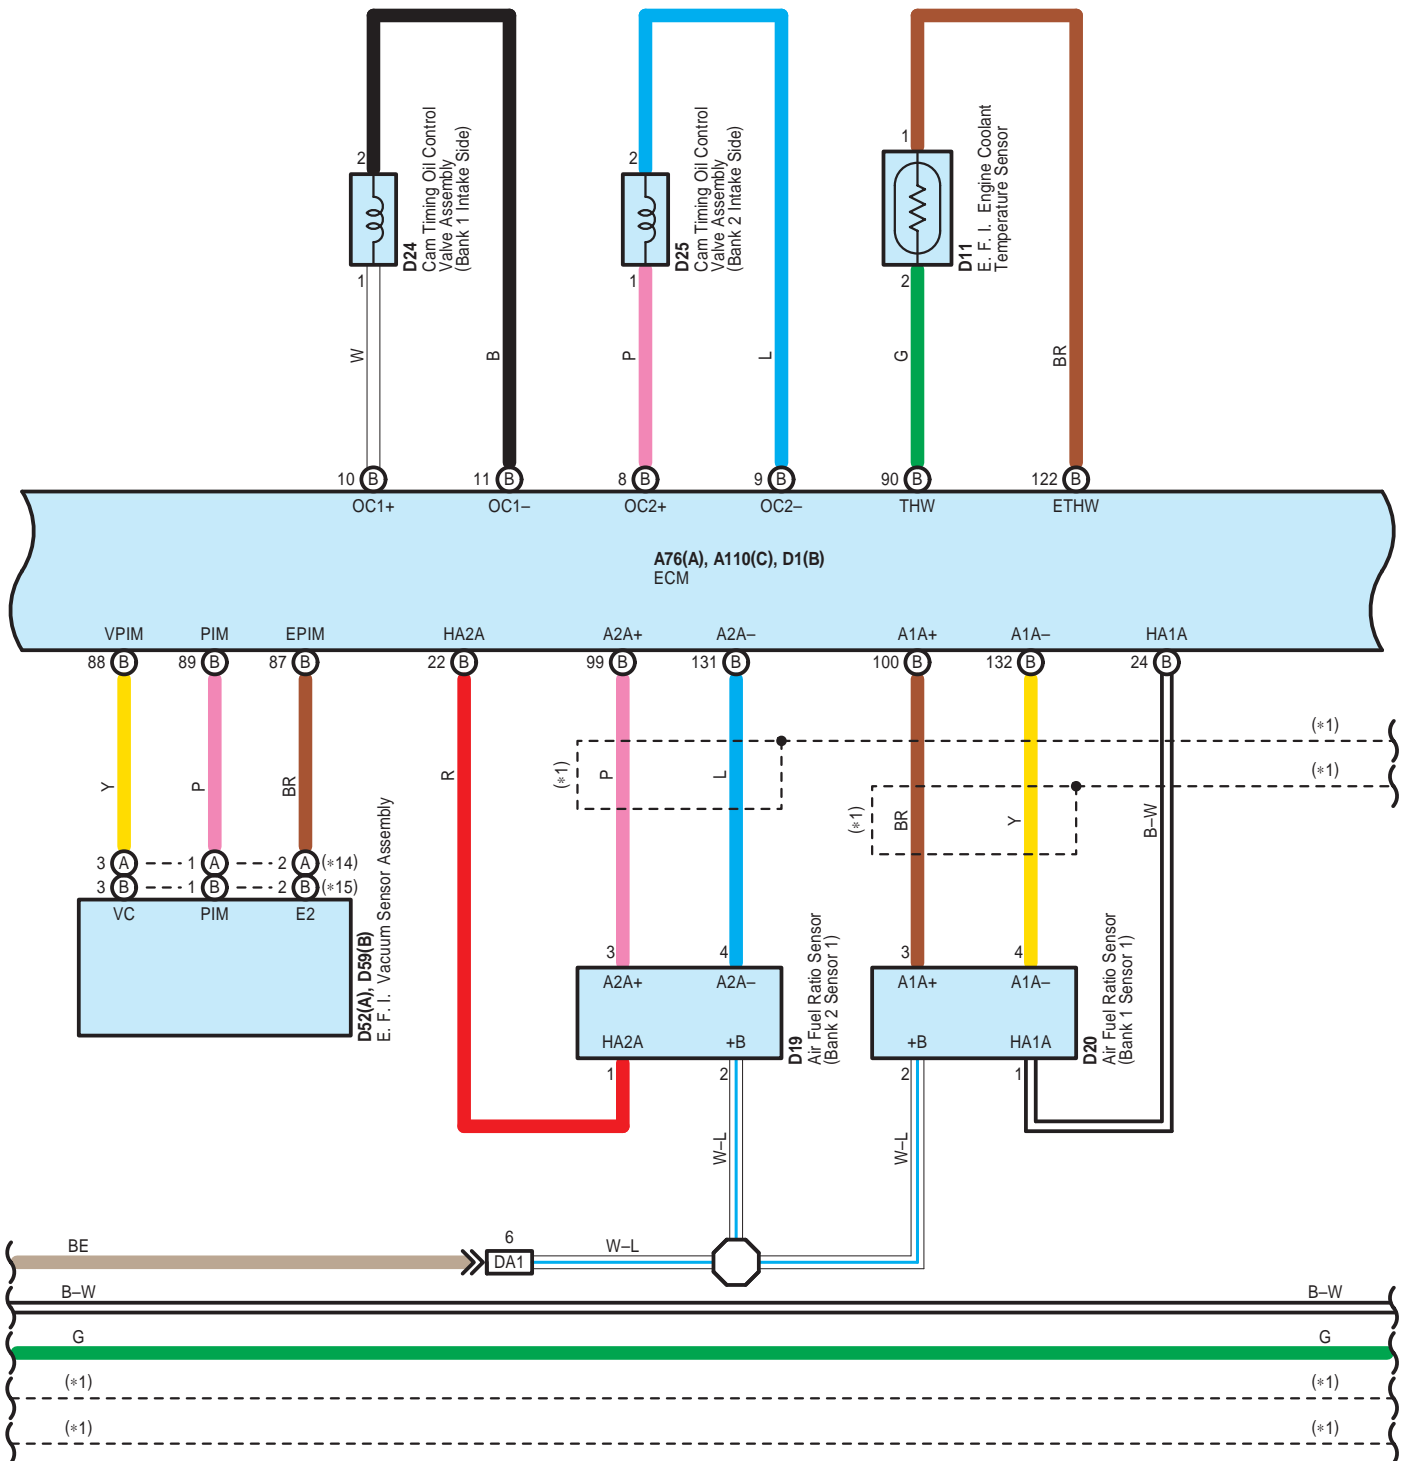 2
D24
Cam Timing Oil Control
Valve Assembly
(Bank 1 Intake Side)
1
W
B
2
D25
Cam Timing Oil Control
Valve Assembly
(Bank 2 Intake Side)
1
P
L
1
D11
E. F. I. Engine Coolant
Temperature Sensor
2
G
BR
10 B
11 B
8 B
9 B
90 B
122 B
OC1+
OC1–
OC2+
OC2–
THW
ETHW
A76(A), A110(C), D1(B)
ECM
VPIM
PIM
EPIM
HA2A
A2A+
A2A–
A1A+
A1A–
HA1A
88 B
89 B
87 B
22 B
99 B
131 B
100 B
132 B
24 B
(*1)
(*1)
Y
P
BR
R
(*1)
P
L
(*1)
BR
Y
B–W
3 A
1 A
2 A (*14)
3 B
1 B
2 B (*15)
VC
PIM
E2
D52(A), D59(B)
E. F. I. Vacuum Sensor Assembly
3
4
A2A+
A2A–
HA2A
+B
1
2
D19
Air Fuel Ratio Sensor
(Bank 2 Sensor 1)
3
4
A1A+
A1A–
+B
HA1A
2
1
D20
Air Fuel Ratio Sensor
(Bank 1 Sensor 1)
W–L
W–L
BE
6
DA1
W–L
B–W
B–W
G
G
(*1)
(*1)
(*1)
(*1)